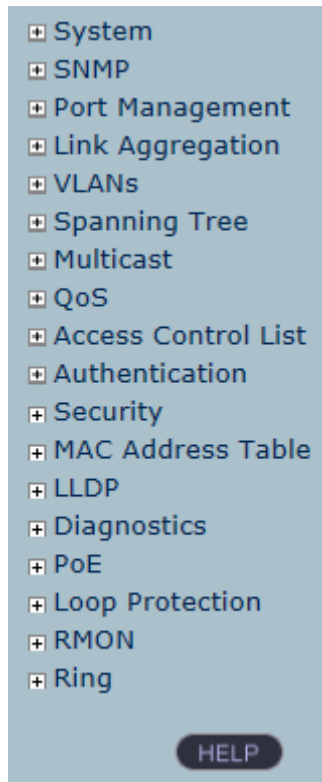 System
SNMP
Port Management
Link Aggregation
VLANs
Spanning Tree
Multicast
QoS
Access Control List
Authentication
Security
MAC Address Table
LLDP
Diagnostics
PoE
Loop Protection
RMON
Ring
HELP